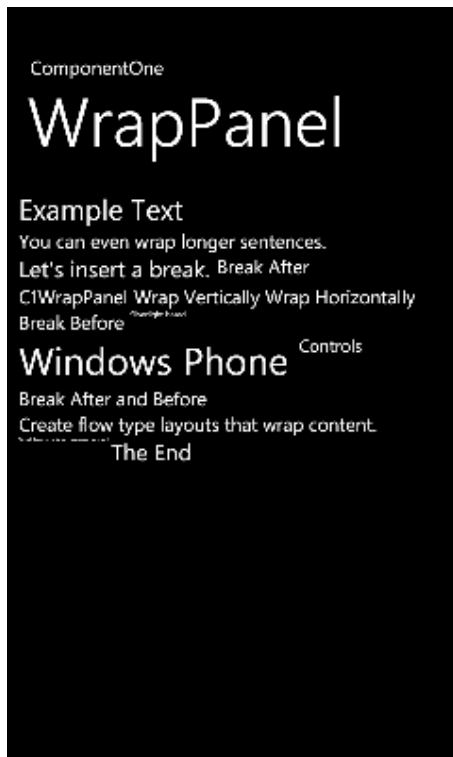 ComponentOne
WrapPanel
Example Text
You can even wrap longer sentences.
Let's insert a break. Break After
C1WrapPanel Wrap Vertically Wrap Horizontally
Break Before
Windows Phone Controls
Break After and Before
Create flow type layouts that wrap content.
The End